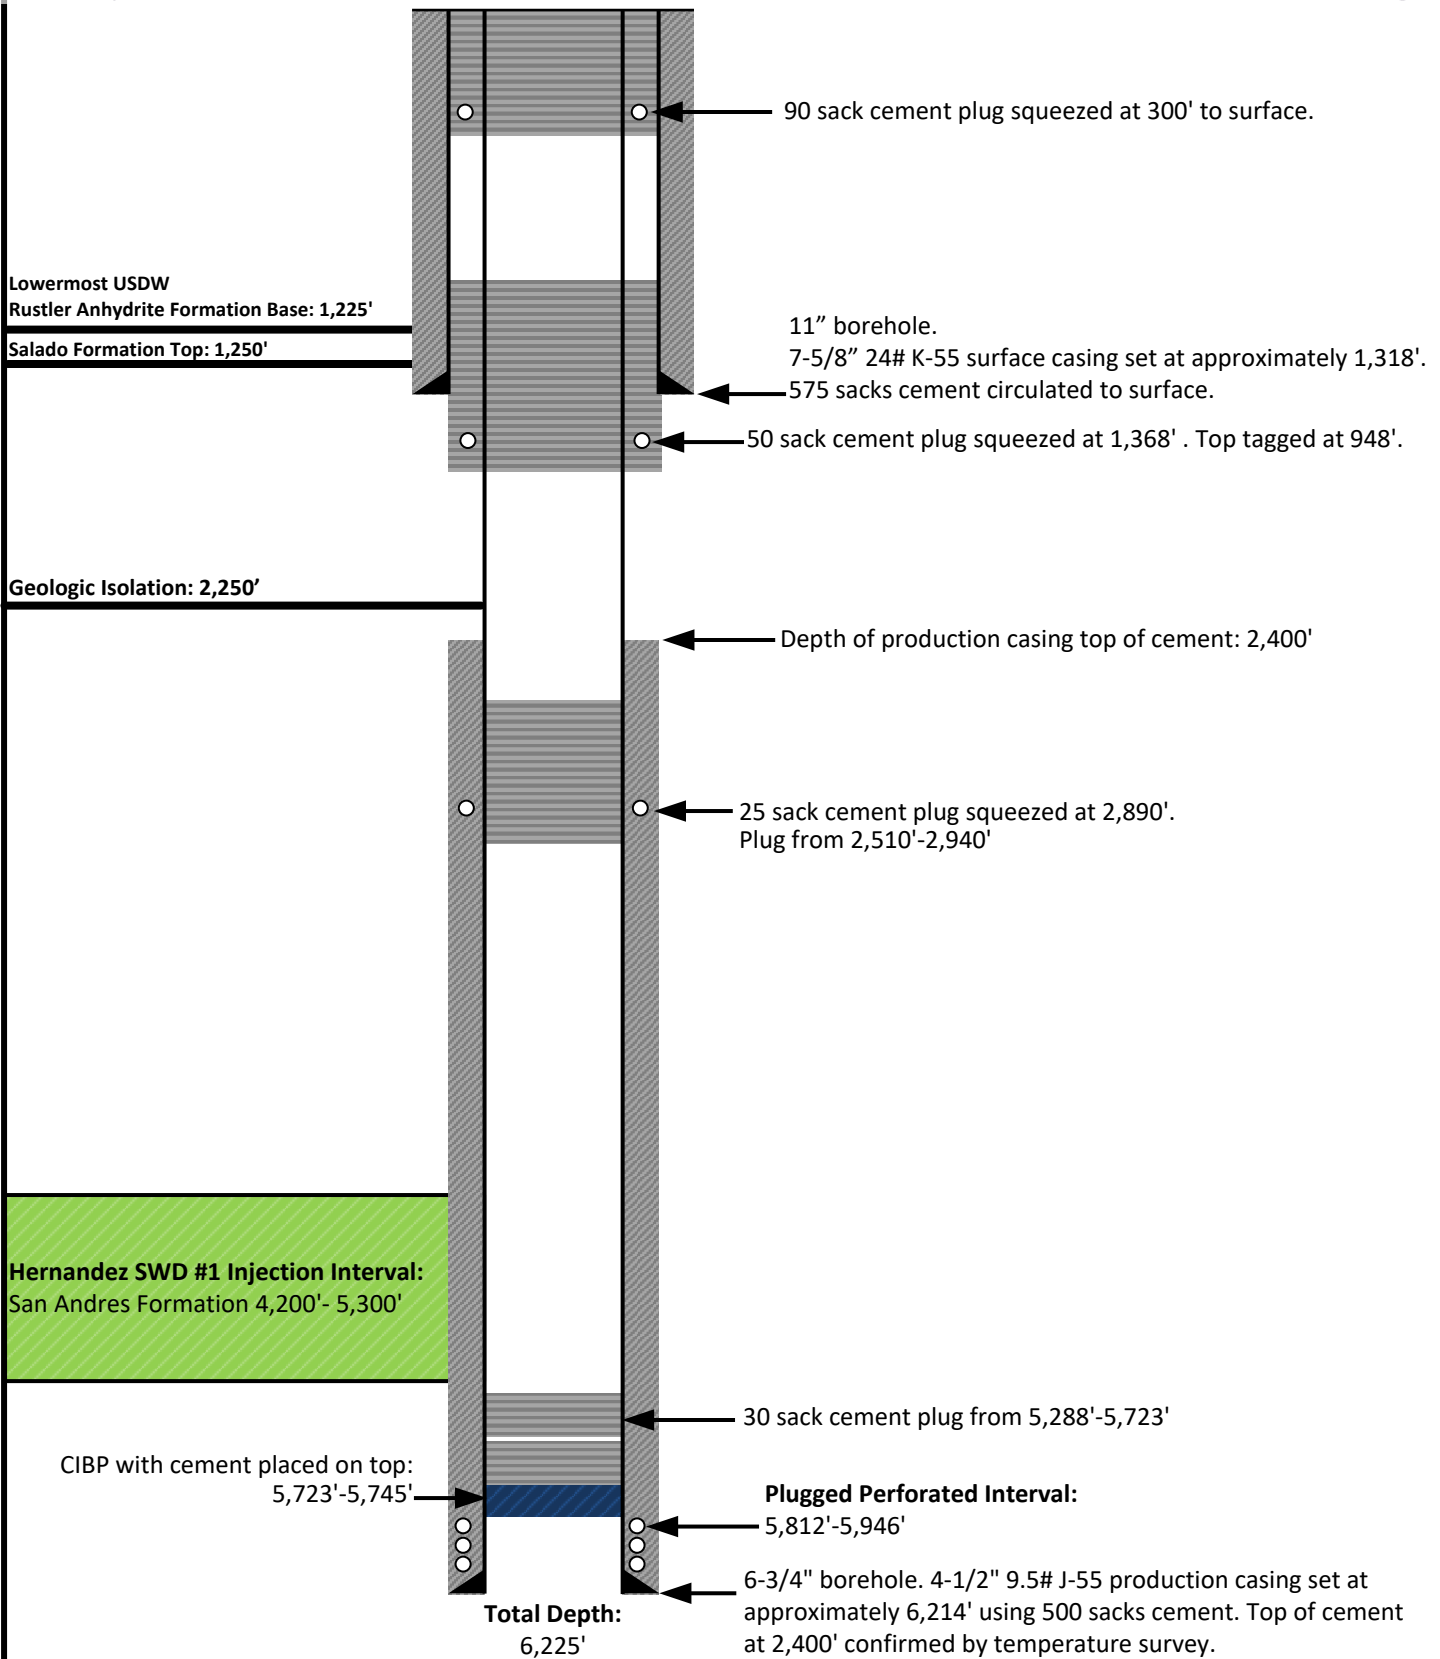 90 sack cement plug squeezed at 300' to surface.
Lowermost USDW
Rustler Anhydrite Formation Base: 1,225'
Salado Formation Top: 1,250'
11” borehole.
7-5/8” 24# K-55 surface casing set at approximately 1,318'.
575 sacks cement circulated to surface.
50 sack cement plug squeezed at 1,368' . Top tagged at 948'.
Geologic Isolation: 2,250’
Depth of production casing top of cement: 2,400'
25 sack cement plug squeezed at 2,890'.
Plug from 2,510'-2,940'
Hernandez SWD #1 Injection Interval:
San Andres Formation 4,200'- 5,300'
30 sack cement plug from 5,288'-5,723'
CIBP with cement placed on top:
5,723'-5,745'
Plugged Perforated Interval:
5,812'-5,946'
6-3/4" borehole. 4-1/2" 9.5# J-55 production casing set at
approximately 6,214' using 500 sacks cement. Top of cement
at 2,400' confirmed by temperature survey.
Total Depth:
6,225'